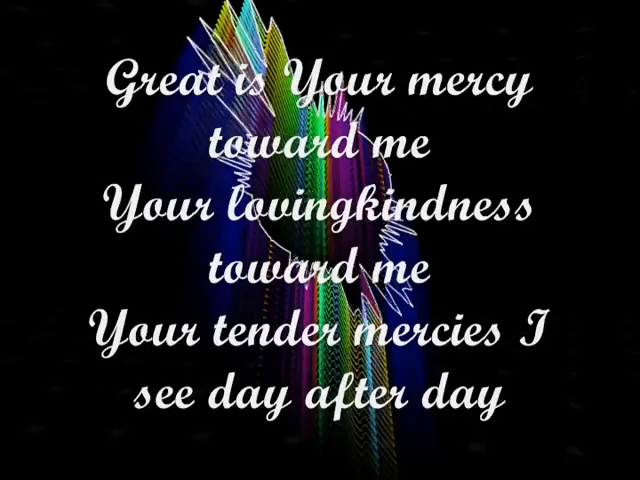 Great is Your mercy
toward me
Your lovingkindness
toward me
Your tender mercies I
see day after day